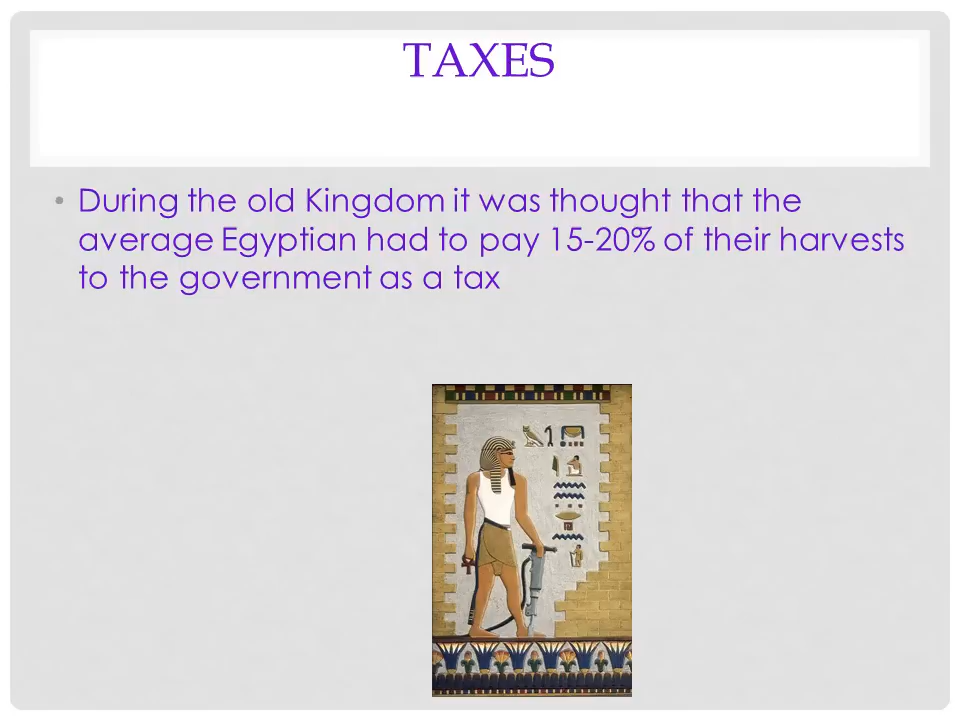 TAXES
• During the old Kingdom it was thought that the
average Egyptian had to pay 15-20% of their harvests
to the government as a tax